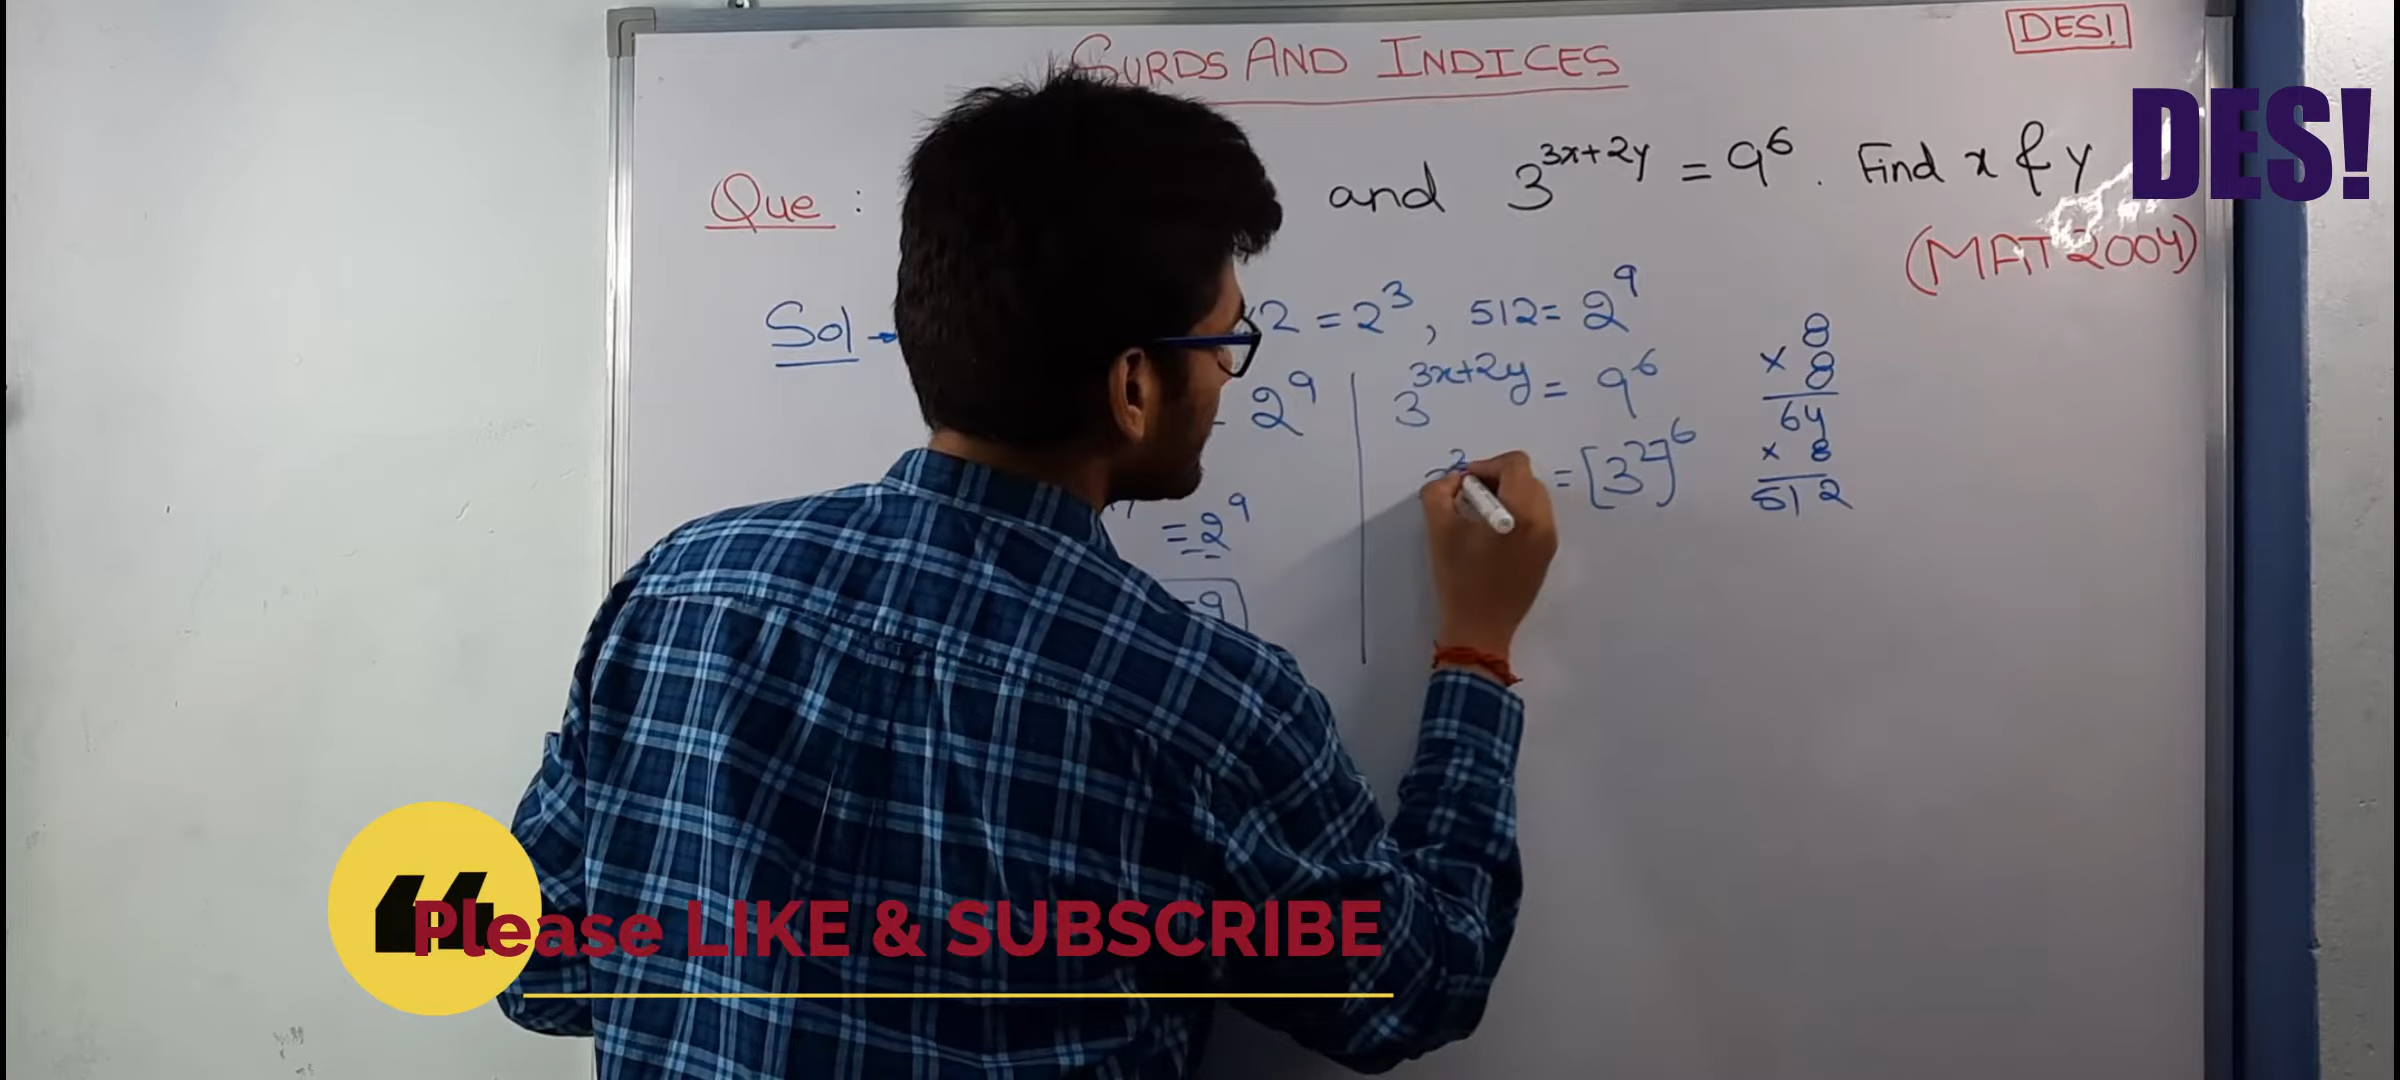 SURDS AND INDICES
DES!
DES!
Que : and 3^{3x+2y} = 9^6. Find x & y
(MAT 2004)
Sol → 2 = 2^3, 512 = 2^9
2^9
3^{3x+2y} = 9^6
= [3^2]^6
= 2^9
= 9
8
× 8
64
× 8
512
Please LIKE & SUBSCRIBE